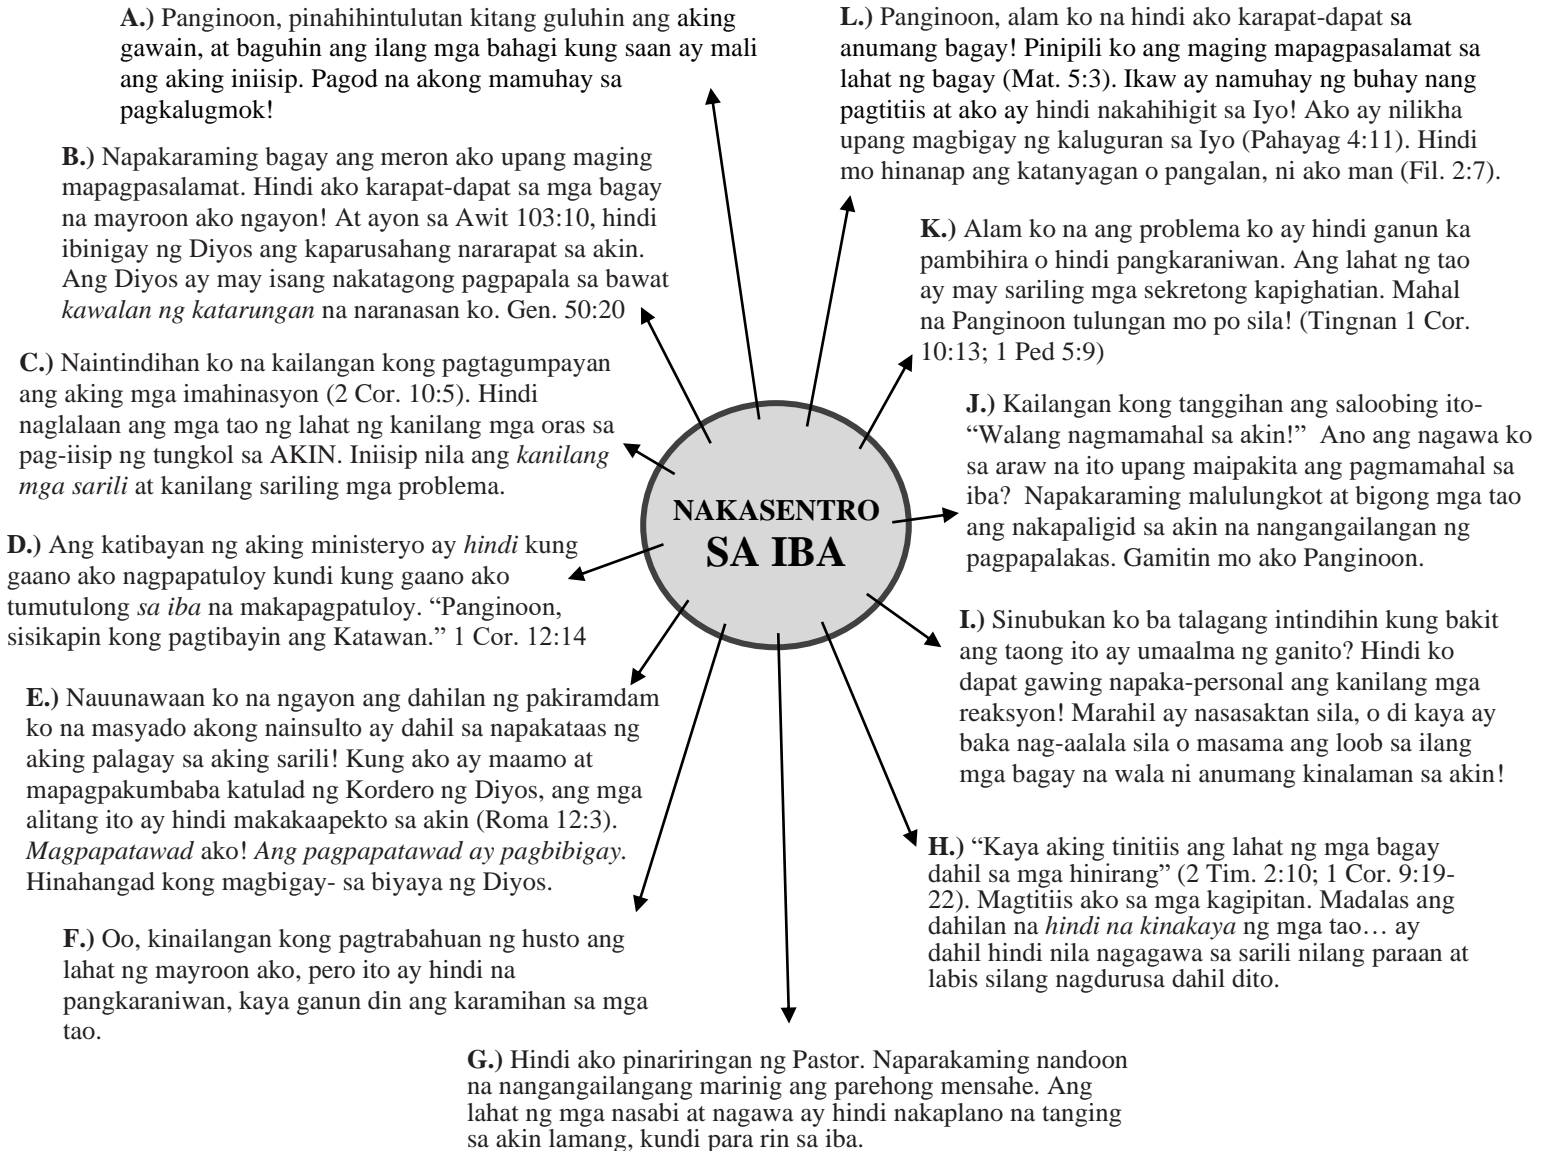 A.) Panginoon, pinahihintulutan kitang guluhin ang aking
gawain, at baguhin ang ilang mga bahagi kung saan ay mali
ang aking iniisip. Pagod na akong mamuhay sa
pagkalugmok!
B.) Napakaraming bagay ang meron ako upang maging
mapagpasalamat. Hindi ako karapat-dapat sa mga bagay
na mayroon ako ngayon! At ayon sa Awit 103:10, hindi
ibinigay ng Diyos ang kaparusahang nararapat sa akin.
Ang Diyos ay may isang nakatagong pagpapala sa bawat
kawalan ng katarungan na naranasan ko. Gen. 50:20
C.) Naintindihan ko na kailangan kong pagtagumpayan
ang aking mga imahinasyon (2 Cor. 10:5). Hindi
naglalaan ang mga tao ng lahat ng kanilang mga oras sa
pag-iisip ng tungkol sa AKIN. Iniisip nila ang kanilang
mga sarili at kanilang sariling mga problema.
D.) Ang katibayan ng aking ministeryo ay hindi kung
gaano ako nagpapatuloy kundi kung gaano ako
tumutulong sa iba na makapagpatuloy. “Panginoon,
sisikapin kong pagtibayin ang Katawan.” 1 Cor. 12:14
E.) Nauunawaan ko na ngayon ang dahilan ng pakiramdam
ko na masyado akong nainsulto ay dahil sa napakataas ng
aking palagay sa aking sarili! Kung ako ay maamo at
mapagpakumbaba katulad ng Kordero ng Diyos, ang mga
alitang ito ay hindi makakaapekto sa akin (Roma 12:3).
Magpapatawad ako! Ang pagpapatawad ay pagbibigay.
Hinahangad kong magbigay- sa biyaya ng Diyos.
F.) Oo, kinailangan kong pagtrabahuan ng husto ang
lahat ng mayroon ako, pero ito ay hindi na
pangkaraniwan, kaya ganun din ang karamihan sa mga
tao.
G.) Hindi ako pinariringan ng Pastor. Naparakaming nandoon
na nangangailangang marinig ang parehong mensahe. Ang
lahat ng mga nasabi at nagawa ay hindi nakaplano na tanging
sa akin lamang, kundi para rin sa iba.
NAKASENTRO
SA IBA
L.) Panginoon, alam ko na hindi ako karapat-dapat sa
anumang bagay! Pinipili ko ang maging mapagpasalamat sa
lahat ng bagay (Mat. 5:3). Ikaw ay namuhay ng buhay nang
pagtitiis at ako ay hindi nakahihigit sa Iyo! Ako ay nilikha
upang magbigay ng kaluguran sa Iyo (Pahayag 4:11). Hindi
mo hinanap ang katanyagan o pangalan, ni ako man (Fil. 2:7).
K.) Alam ko na ang problema ko ay hindi ganun ka
pambihira o hindi pangkaraniwan. Ang lahat ng tao
ay may sariling mga sekretong kapighatian. Mahal
na Panginoon tulungan mo po sila! (Tingnan 1 Cor.
10:13; 1 Ped 5:9)
J.) Kailangan kong tanggihan ang saloobing ito-
“Walang nagmamahal sa akin!” Ano ang nagawa ko
sa araw na ito upang maipakita ang pagmamahal sa
iba? Napakaraming malulungkot at bigong mga tao
ang nakapaligid sa akin na nangangailangan ng
pagpapalakas. Gamitin mo ako Panginoon.
I.) Sinubukan ko ba talagang intindihin kung bakit
ang taong ito ay umaalma ng ganito? Hindi ko
dapat gawing napaka-personal ang kanilang mga
reaksyon! Marahil ay nasasaktan sila, o di kaya ay
baka nag-aalala sila o masama ang loob sa ilang
mga bagay na wala ni anumang kinalaman sa akin!
H.) “Kaya aking tinitiis ang lahat ng mga bagay
dahil sa mga hinirang” (2 Tim. 2:10; 1 Cor. 9:19-
22). Magtitiis ako sa mga kagipitan. Madalas ang
dahilan na hindi na kinakaya ng mga tao… ay
dahil hindi nila nagagawa sa sarili nilang paraan at
labis silang nagdurusa dahil dito.